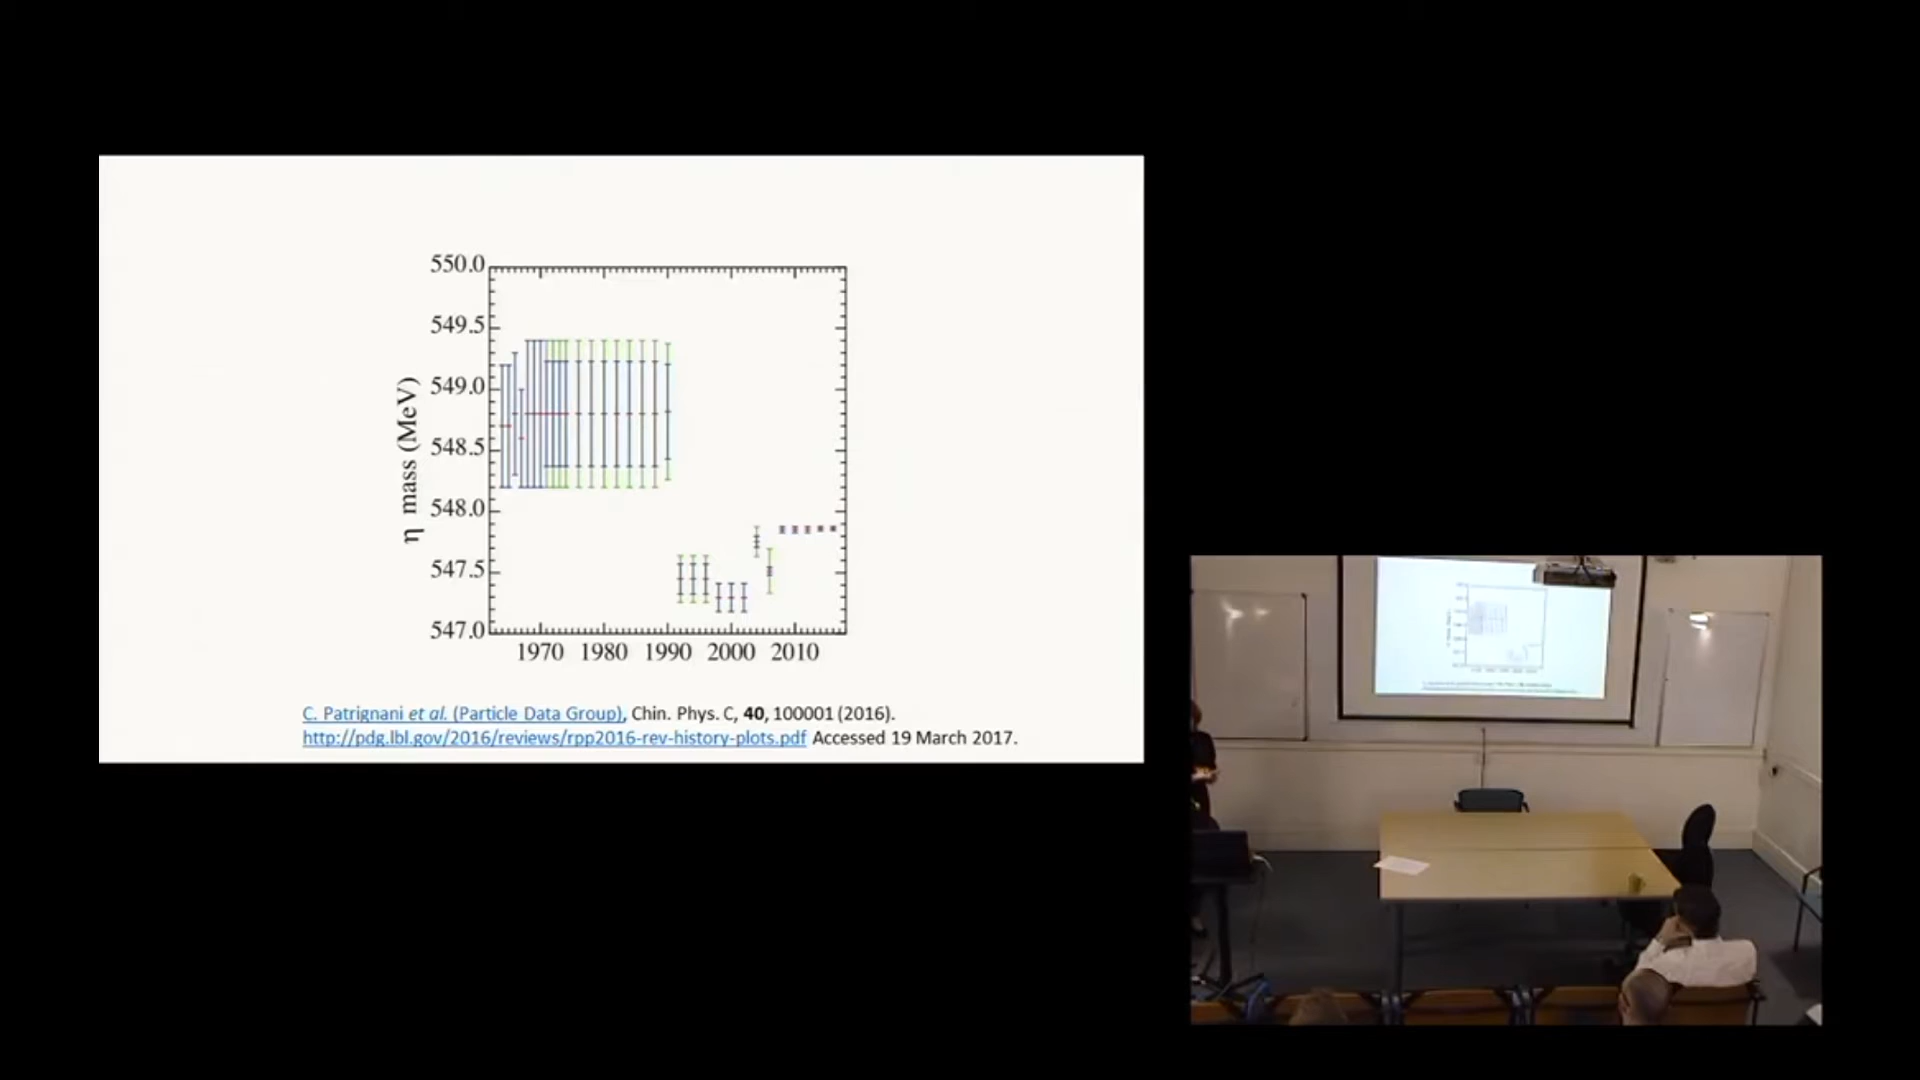 550.0
549.5
549.0
548.5
548.0
547.5
547.0
η mass (MeV)
1970 1980 1990 2000 2010
C. Patrignani et al. (Particle Data Group), Chin. Phys. C, 40, 100001 (2016).
http://pdg.lbl.gov/2016/reviews/rpp2016-rev-history-plots.pdf Accessed 19 March 2017.